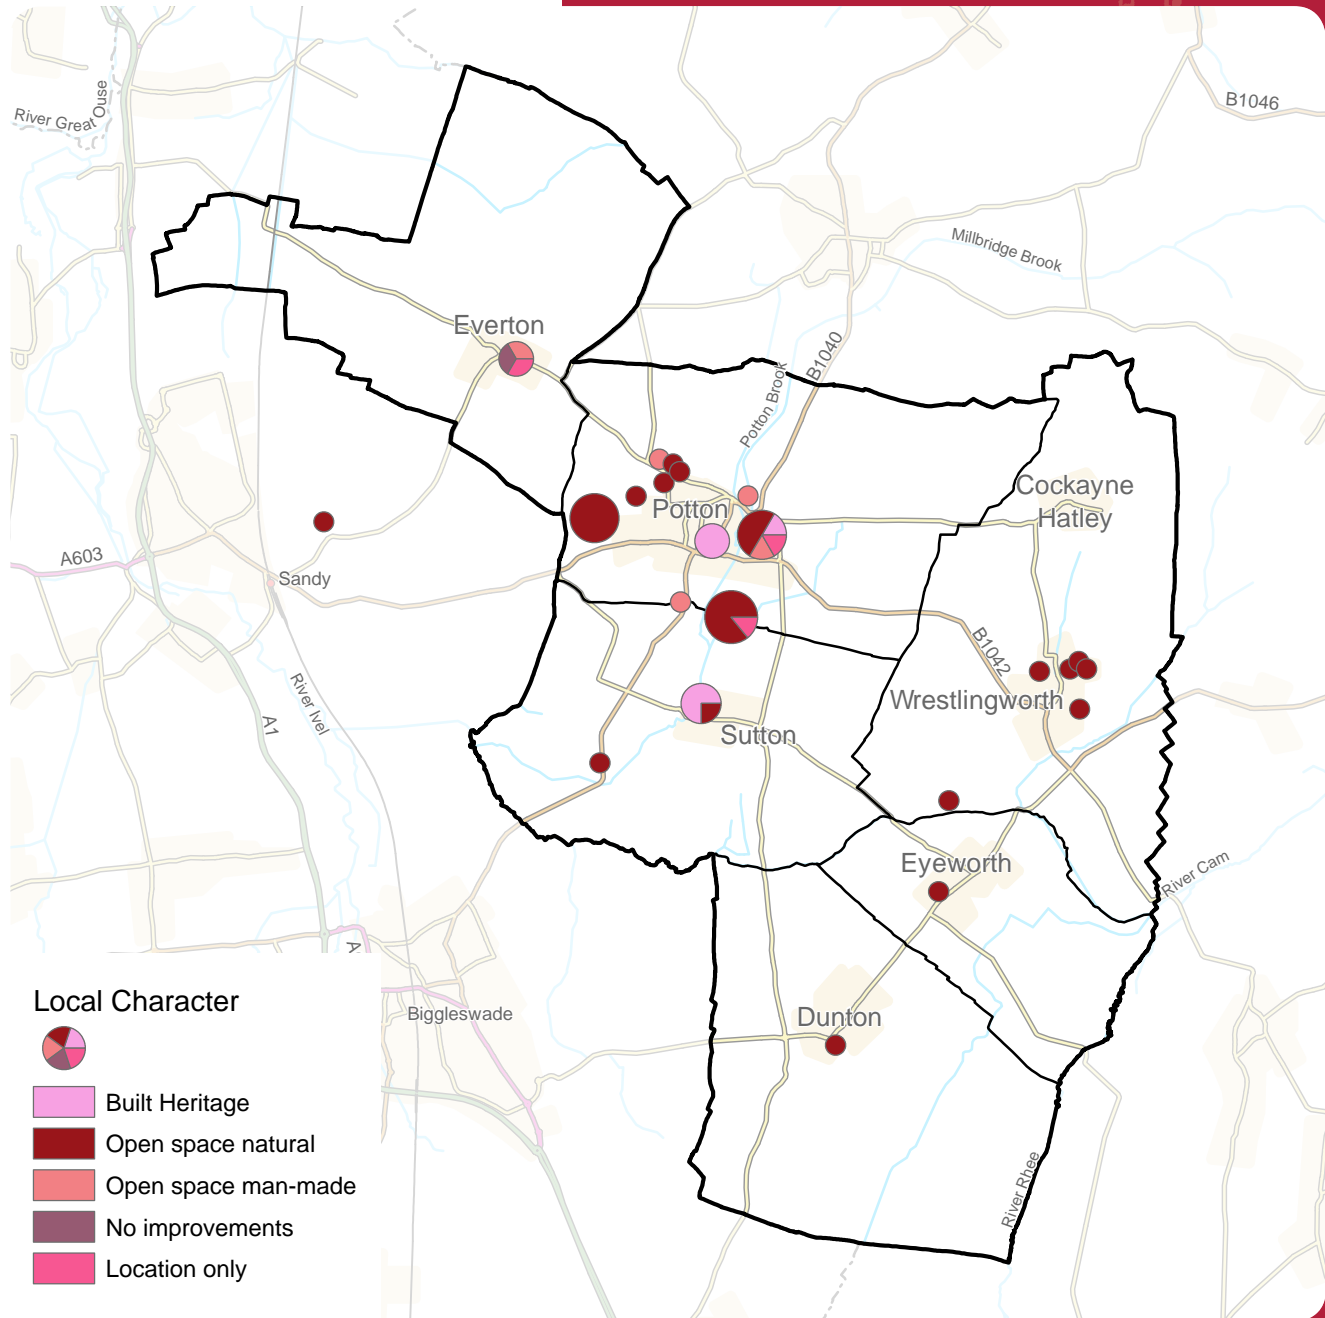 B1046
River Great Ouse
Millbridge Brook
Everton
B1040
Potton Brook
Cockayne
Hatley
Potton
A603
Sandy
B1042
River Ivel
Wrestlingworth
A1
Sutton
Eyeworth
River Cam
Local Character
Biggleswade
Dunton
Built Heritage
Open space natural
Open space man-made
No improvements
Location only
River Rhee